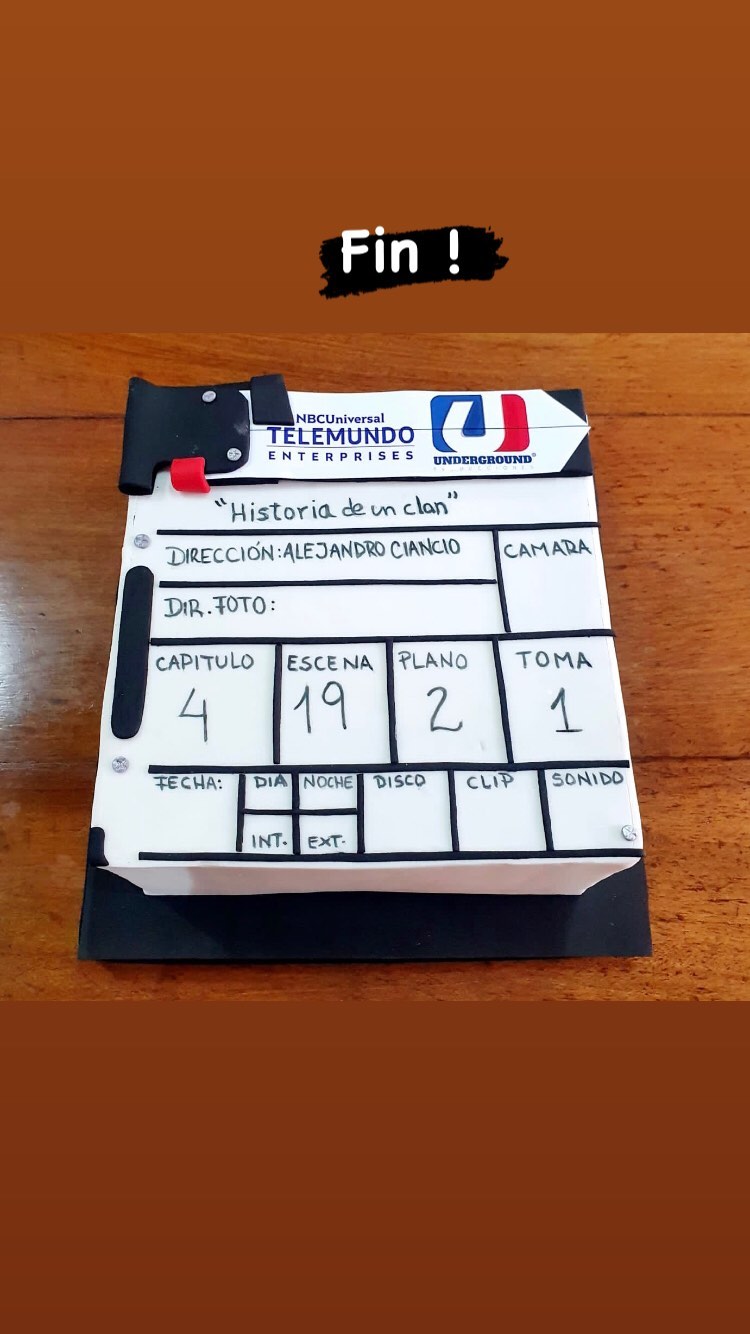 Fin !
NBCUniversal
TELEMUNDO
ENTERPRISES
UNDERGROUND
"Historia de un clan"
DIRECCIÓN: ALEJANDRO CIANCIO
CAMARA
DIR. FOTO:
CAPITULO ESCENA PLANO TOMA
4 19 2 1
FECHA: DIA NOCHE DISCO CLIP SONIDO
INT. EXT.